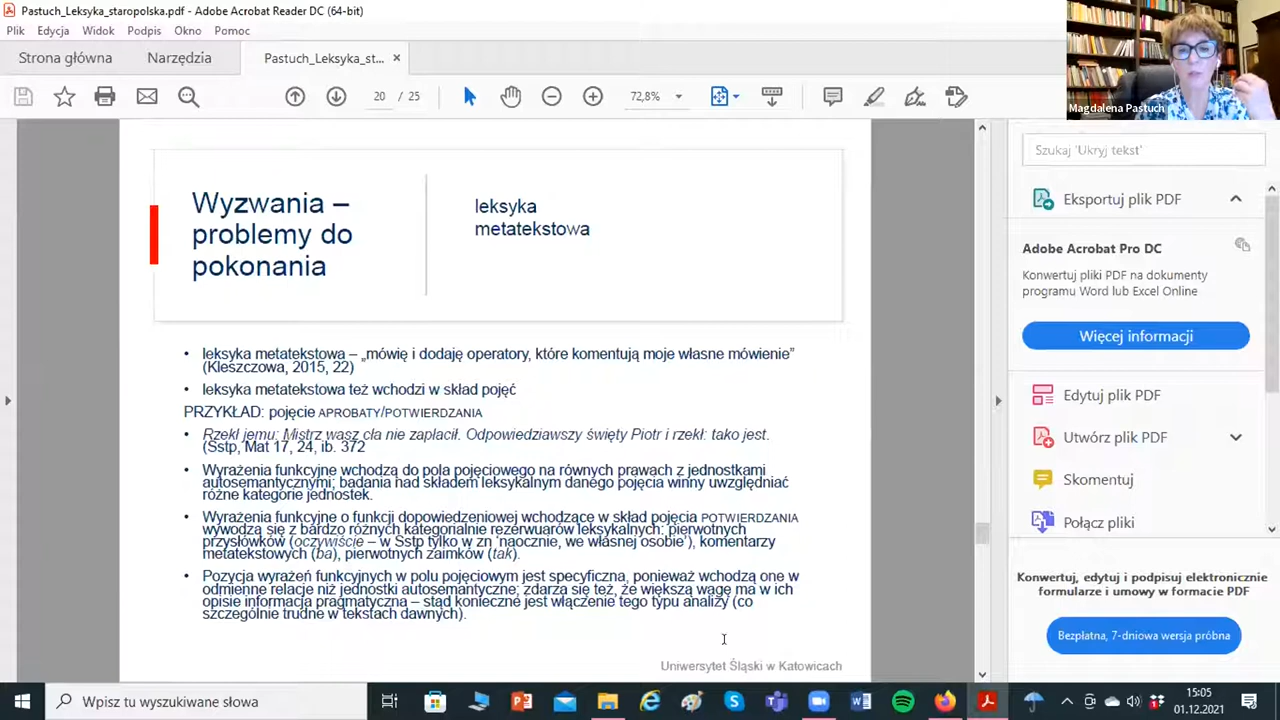 Pastuch_Leksyka_staropolska.pdf - Adobe Acrobat Reader DC (64-bit)
Plik Edycja Widok Podpis Okno Pomoc
Strona główna Narzędzia Pastuch_Leksyka_st... ×
20 / 25 72,8%
Magdalena Pastuch
Wyzwania –
problemy do
pokonania
leksyka
metatekstowa
• leksyka metatekstowa – „mówię i dodaję operatory, które komentują moje własne mówienie”
(Kleszczowa, 2015, 22)
• leksyka metatekstowa też wchodzi w skład pojęć
PRZYKŁAD: pojęcie APROBATY/POTWIERDZANIA
• Rzekł jemu: Mistrz wasz cła nie zapłacił. Odpowiedziawszy święty Piotr i rzekł: tako jest.
(Sstp, Mat 17, 24, ib. 372
• Wyrażenia funkcyjne wchodzą do pola pojęciowego na równych prawach z jednostkami
autosemantycznymi; badania nad składem leksykalnym danego pojęcia winny uwzględniać
różne kategorie jednostek.
• Wyrażenia funkcyjne o funkcji dopowiedzeniowej wchodzące w skład pojęcia POTWIERDZANIA
wywodzą się z bardzo różnych kategorialnie rezerwuarów leksykalnych: pierwotnych
przysłówków (oczywiście – w Sstp tylko w zn ‘naocznie, we własnej osobie’), komentarzy
metatekstowych (ba), pierwotnych zaimków (tak).
• Pozycja wyrażeń funkcyjnych w polu pojęciowym jest specyficzna, ponieważ wchodzą one w
odmienne relacje niż jednostki autosemantyczne; zdarza się też, że większą wagę ma w ich
opisie informacja pragmatyczna – stąd konieczne jest włączenie tego typu analizy (co
szczególnie trudne w tekstach dawnych).
Uniwersytet Śląski w Katowicach
Szukaj 'Ukryj tekst'
Eksportuj plik PDF
Adobe Acrobat Pro DC
Konwertuj pliki PDF na dokumenty
programu Word lub Excel Online
Więcej informacji
Edytuj plik PDF
Utwórz plik PDF
Skomentuj
Połącz pliki
Konwertuj, edytuj i podpisuj elektronicznie
formularze i umowy w formacie PDF
Bezpłatna, 7-dniowa wersja próbna
Wpisz tu wyszukiwane słowa
15:05
01.12.2021